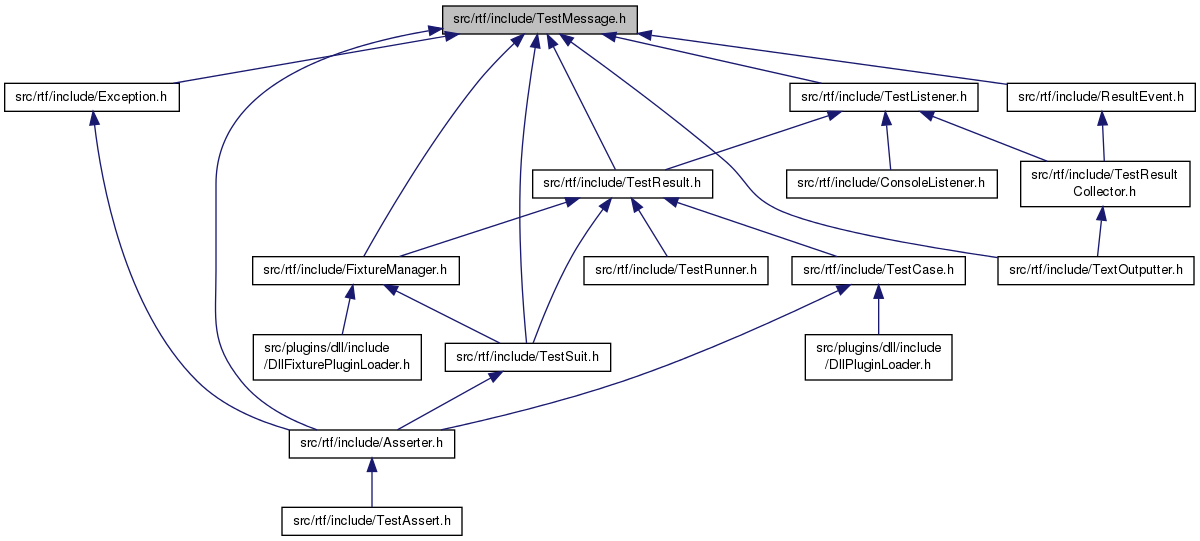 src/rtf/include/TestMessage.h
src/rtf/include/Exception.h
src/rtf/include/TestListener.h
src/rtf/include/ResultEvent.h
src/rtf/include/TestResult.h
src/rtf/include/ConsoleListener.h
src/rtf/include/TestResult
Collector.h
src/rtf/include/FixtureManager.h
src/rtf/include/TestRunner.h
src/rtf/include/TestCase.h
src/rtf/include/TextOutputter.h
src/plugins/dll/include
/DllFixturePluginLoader.h
src/rtf/include/TestSuit.h
src/plugins/dll/include
/DllPluginLoader.h
src/rtf/include/Asserter.h
src/rtf/include/TestAssert.h